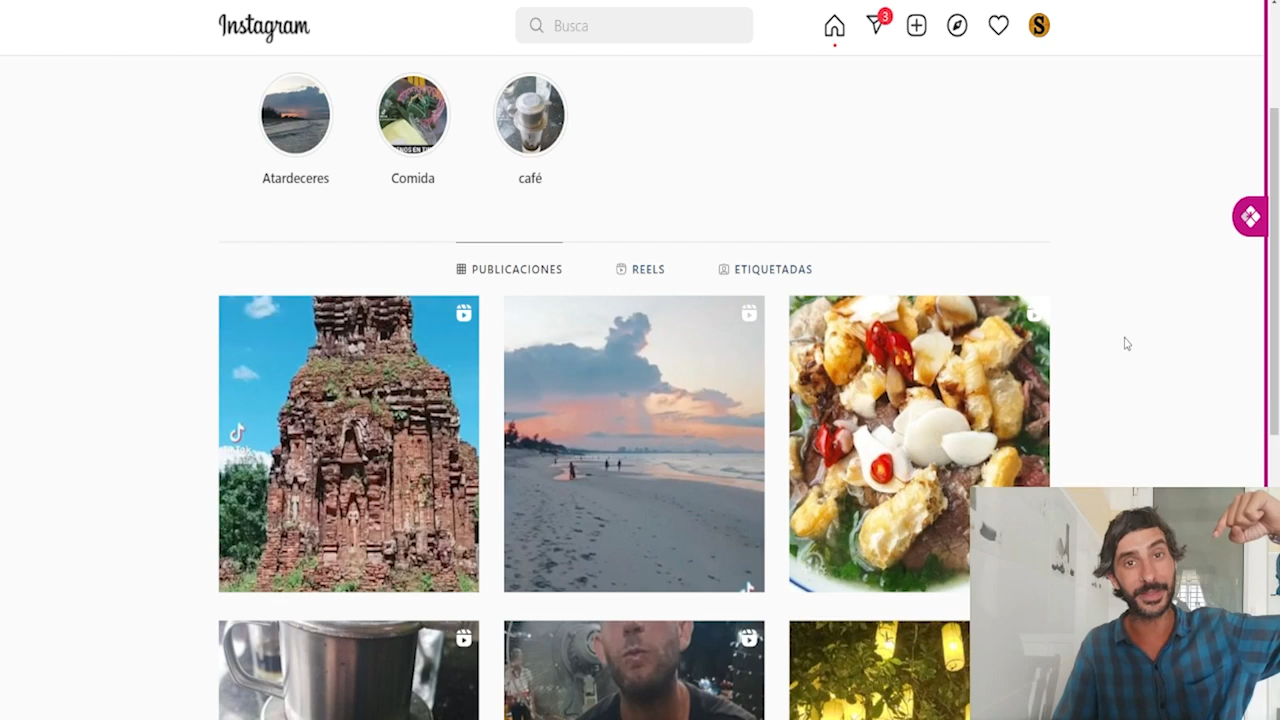 Instagram
Busca
3
S
Atardeceres
Comida
café
PUBLICACIONES
REELS
ETIQUETADAS